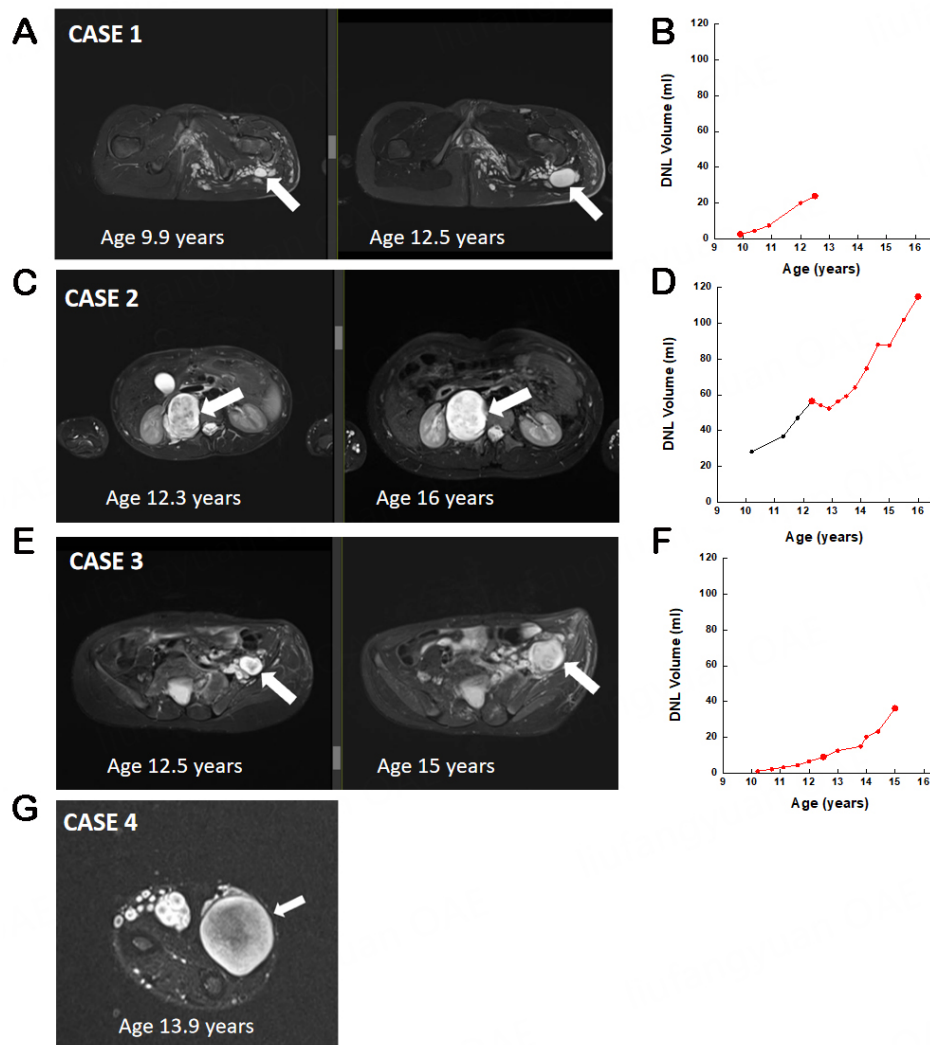 A
CASE 1
Age 9.9 years
Age 12.5 years
B
DNL Volume (ml)
120
100
80
60
40
20
0
9 10 11 12 13 14 15 16
Age (years)
C
CASE 2
Age 12.3 years
Age 16 years
D
DNL Volume (ml)
120
100
80
60
40
20
0
9 10 11 12 13 14 15 16
Age (years)
E
CASE 3
Age 12.5 years
Age 15 years
F
DNL Volume (ml)
120
100
80
60
40
20
0
9 10 11 12 13 14 15 16
Age (years)
G
CASE 4
Age 13.9 years